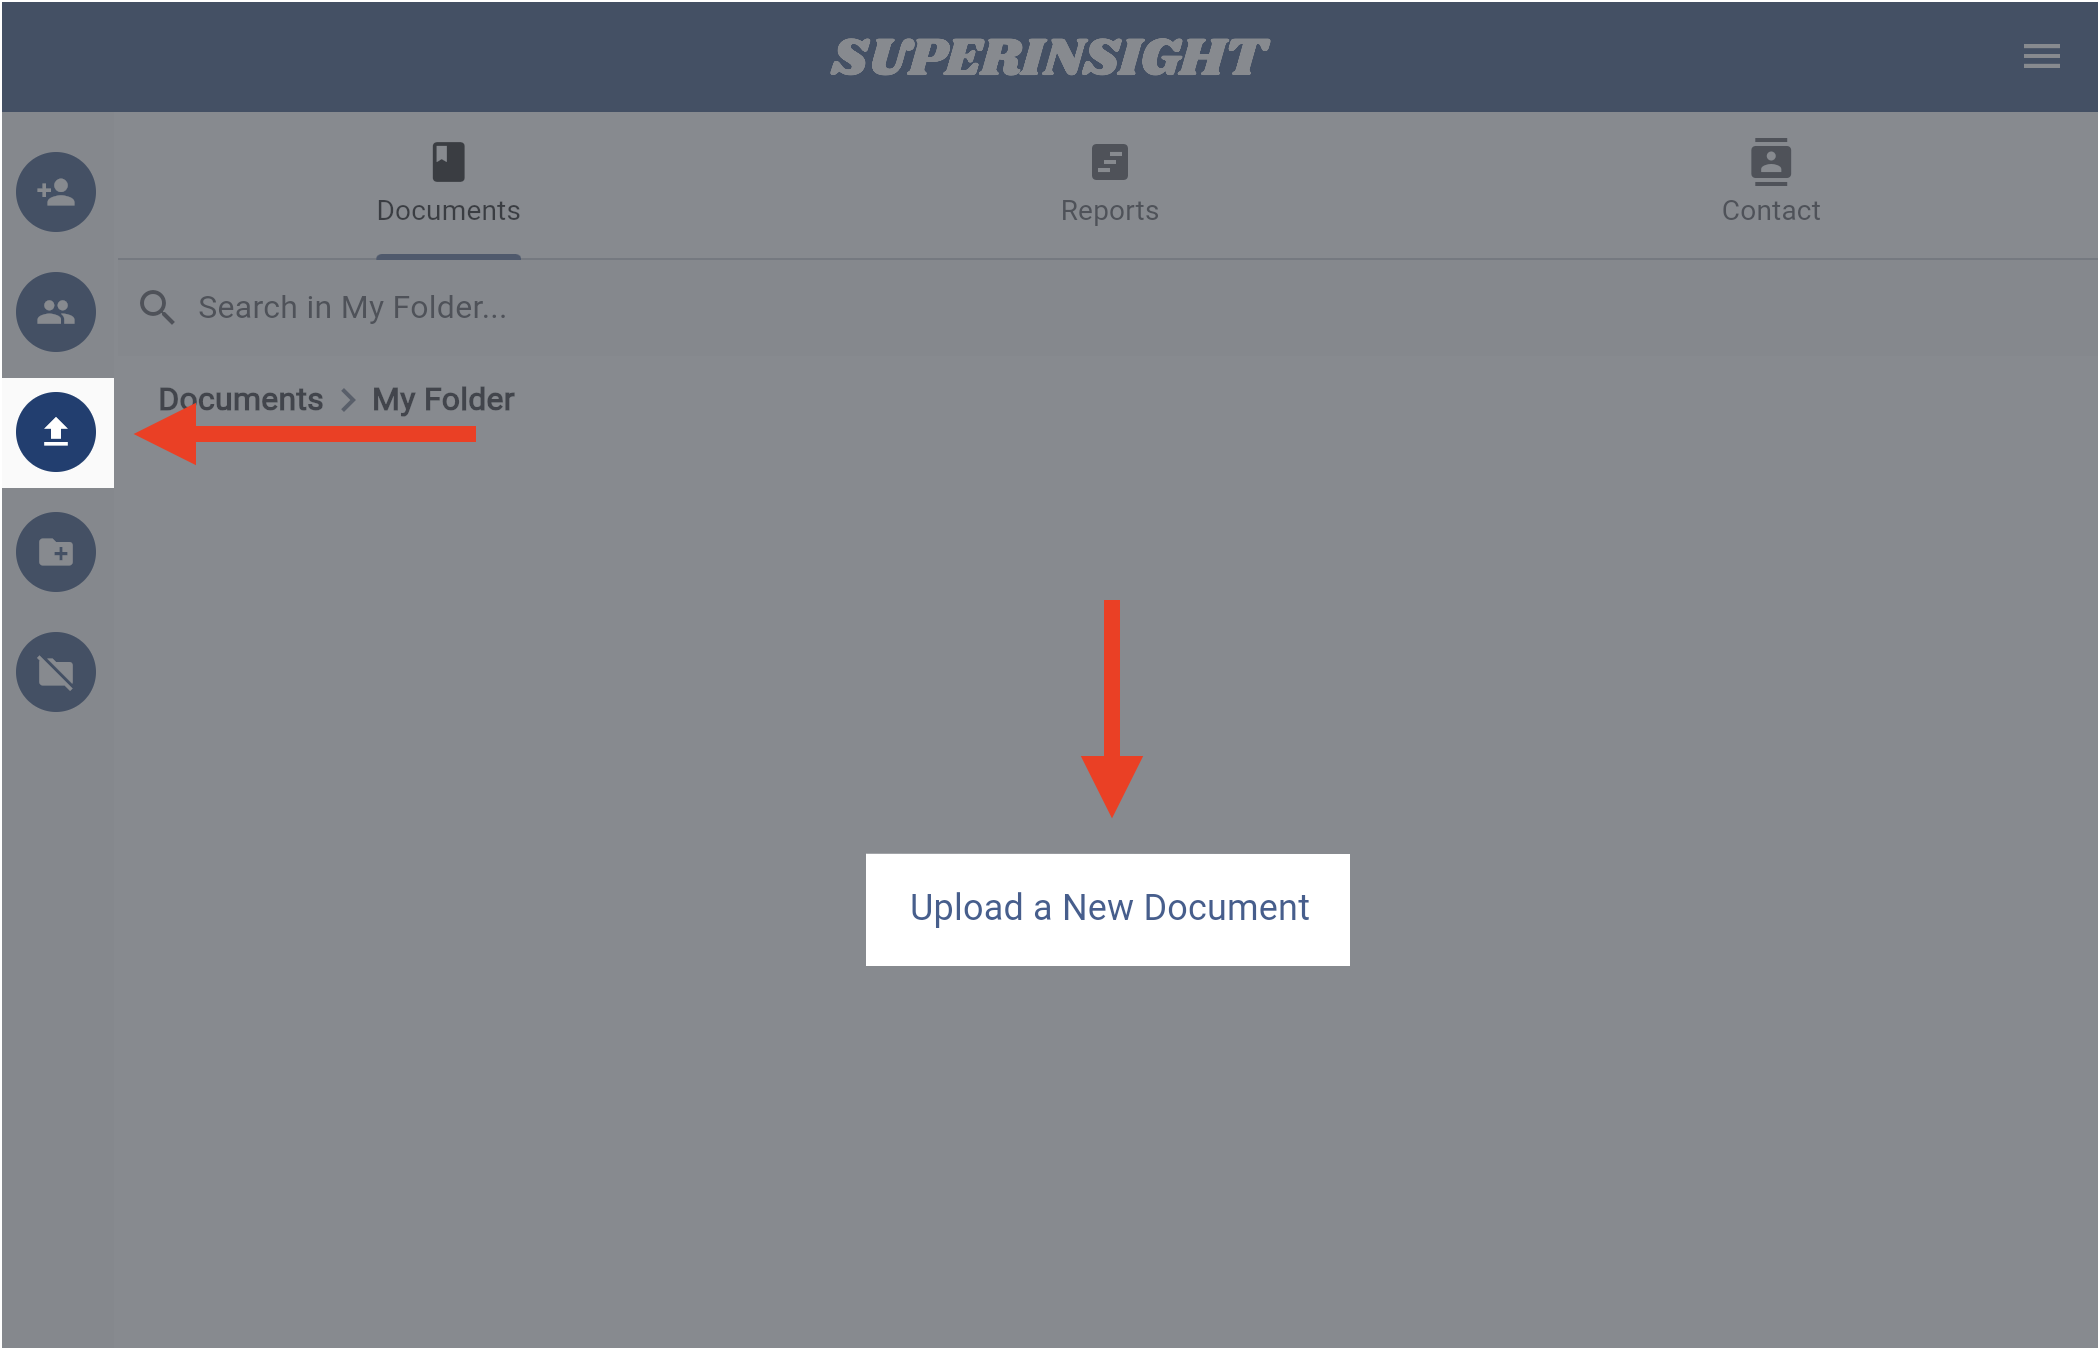 SUPERINSIGHT
Documents
Reports
Contact
Search in My Folder...
Documents > My Folder
Upload a New Document